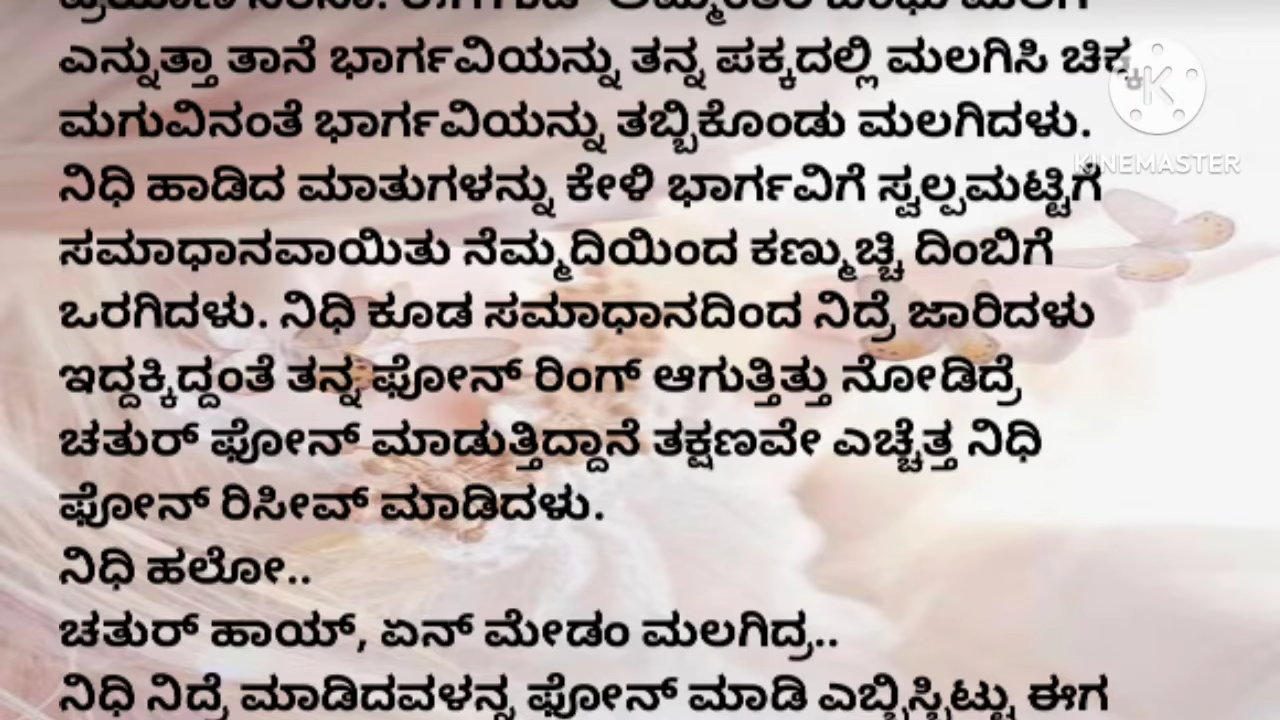 ಎನ್ನುತ್ತಾ ತಾನೆ ಭಾರ್ಗವಿಯನ್ನು ತನ್ನ ಪಕ್ಕದಲ್ಲಿ ಮಲಗಿಸಿ ಚಿಕ್ಕ
ಮಗುವಿನಂತೆ ಭಾರ್ಗವಿಯನ್ನು ತಬ್ಬಿಕೊಂಡು ಮಲಗಿದಳು.
KINEMASTER
ನಿಧಿ ಹಾಡಿದ ಮಾತುಗಳನ್ನು ಕೇಳಿ ಭಾರ್ಗವಿಗೆ ಸ್ವಲ್ಪಮಟ್ಟಿಗೆ
ಸಮಾಧಾನವಾಯಿತು ನೆಮ್ಮದಿಯಿಂದ ಕಣ್ಮುಚ್ಚಿ ದಿಂಬಿಗೆ
ಒರಗಿದಳು. ನಿಧಿ ಕೂಡ ಸಮಾಧಾನದಿಂದ ನಿದ್ರೆ ಜಾರಿದಳು
ಇದ್ದಕ್ಕಿದ್ದಂತೆ ತನ್ನ ಫೋನ್ ರಿಂಗ್ ಆಗುತ್ತಿತ್ತು ನೋಡಿದ್ರೆ
ಚತುರ್ ಫೋನ್ ಮಾಡುತ್ತಿದ್ದಾನೆ ತಕ್ಷಣವೇ ಎಚ್ಚೆತ್ತ ನಿಧಿ
ಫೋನ್ ರಿಸೀವ್ ಮಾಡಿದಳು.
ನಿಧಿ ಹಲೋ..
ಚತುರ್ ಹಾಯ್, ಏನ್ ಮೇಡಂ ಮಲಗಿದ್ರ..
ನಿಧಿ ನಿದ್ರೆ ಮಾಡಿದವಳನ್ನ ಫೋನ್ ಮಾಡಿ ಎಬ್ಬಿಸ್ಬಿಟ್ಟು ಈಗ